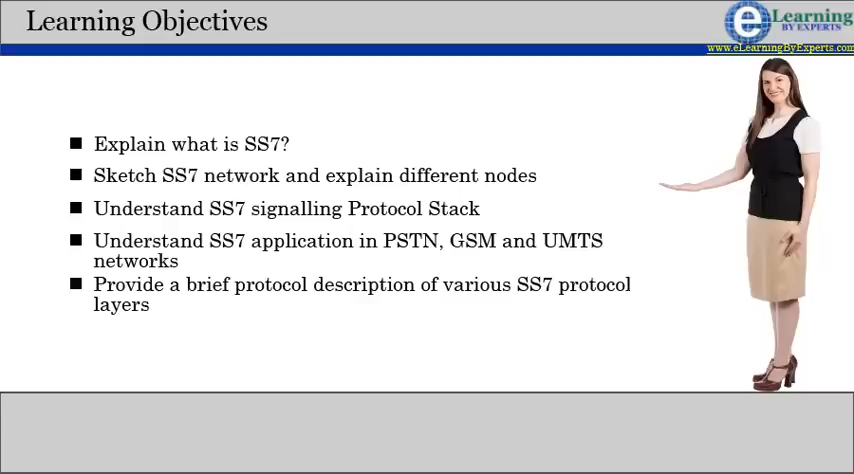 Learning Objectives
eLearning
BY EXPERTS
www.eLearningByExperts.com
■ Explain what is SS7?
■ Sketch SS7 network and explain different nodes
■ Understand SS7 signalling Protocol Stack
■ Understand SS7 application in PSTN, GSM and UMTS
networks
■ Provide a brief protocol description of various SS7 protocol
layers